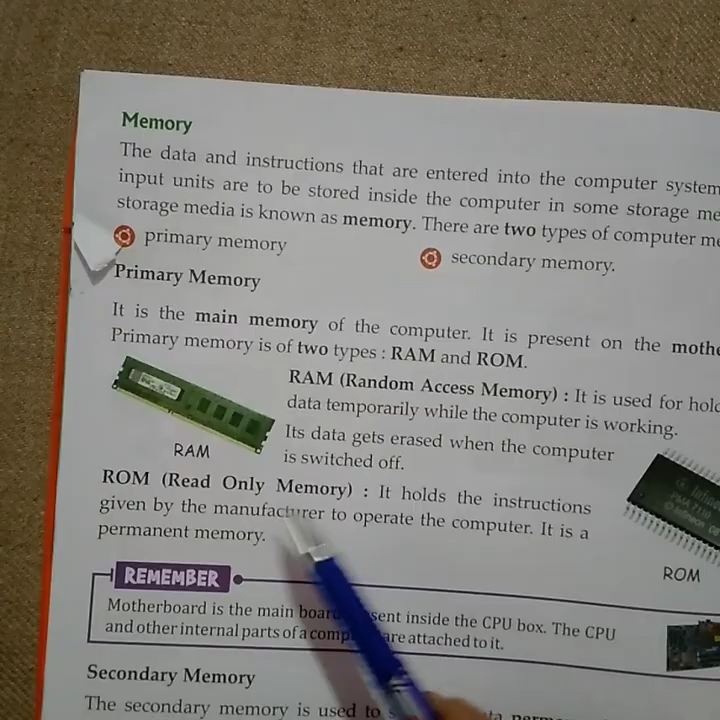 Memory
The data and instructions that are entered into the computer system
input units are to be stored inside the computer in some storage
storage media is known as memory. There are two types of computer
primary memory
secondary memory.
Primary Memory
It is the main memory of the computer. It is present on the
Primary memory is of two types : RAM and ROM.
RAM (Random Access Memory) : It is used for
data temporarily while the computer is working.
Its data gets erased when the computer
is switched off.
RAM
ROM (Read Only Memory) : It holds the instructions
given by the manufacturer to operate the computer. It is a
permanent memory.
ROM
REMEMBER
Motherboard is the main board inside the CPU box. The CPU
and other internal parts of a are attached to it.
Secondary Memory
The secondary memory is used to